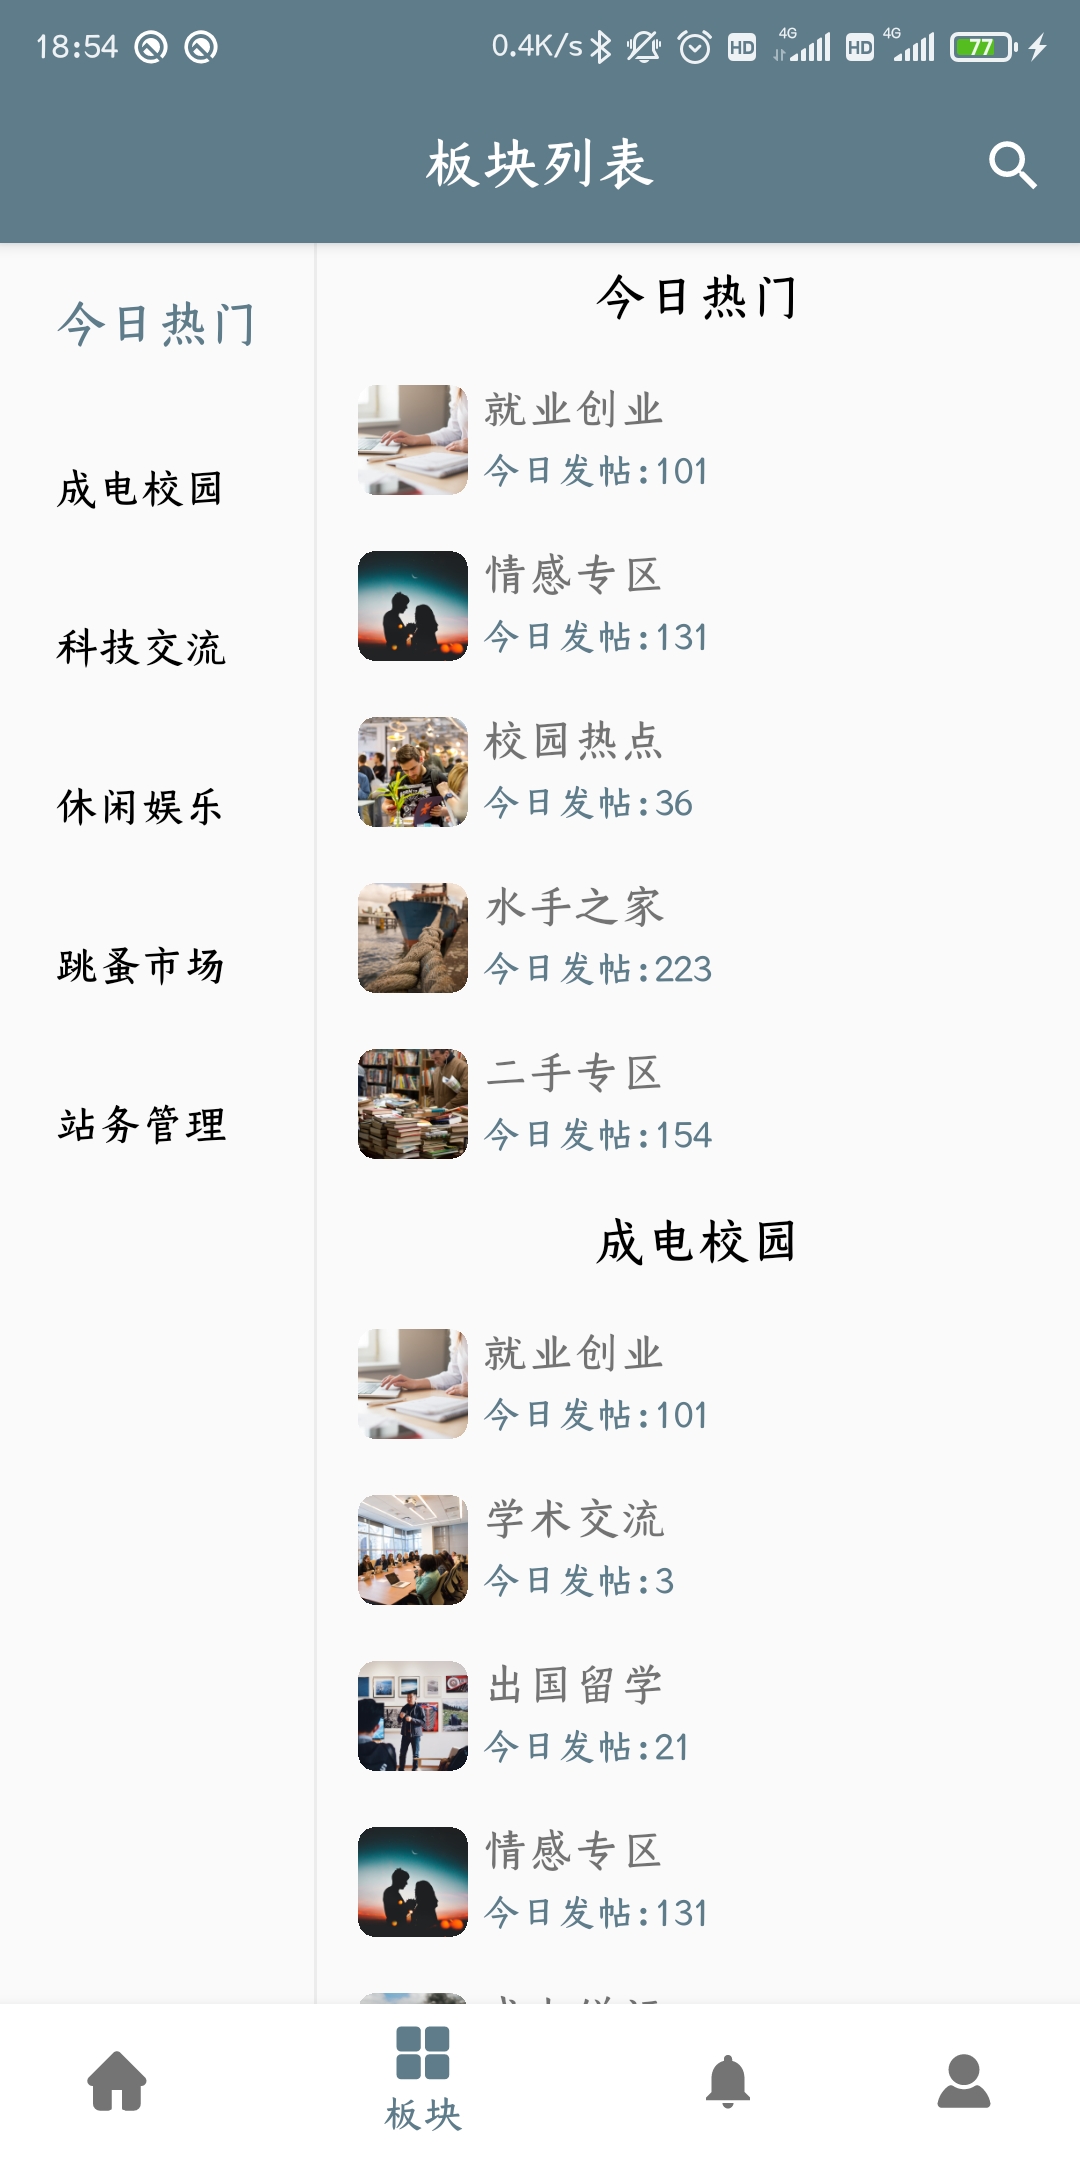 18:54 0.4K/s HD 4G HD 4G 77
板块列表
今日热门
成电校园
科技交流
休闲娱乐
跳蚤市场
站务管理
今日热门
就业创业
今日发帖:101
情感专区
今日发帖:131
校园热点
今日发帖:36
水手之家
今日发帖:223
二手专区
今日发帖:154
成电校园
就业创业
今日发帖:101
学术交流
今日发帖:3
出国留学
今日发帖:21
情感专区
今日发帖:131
板块